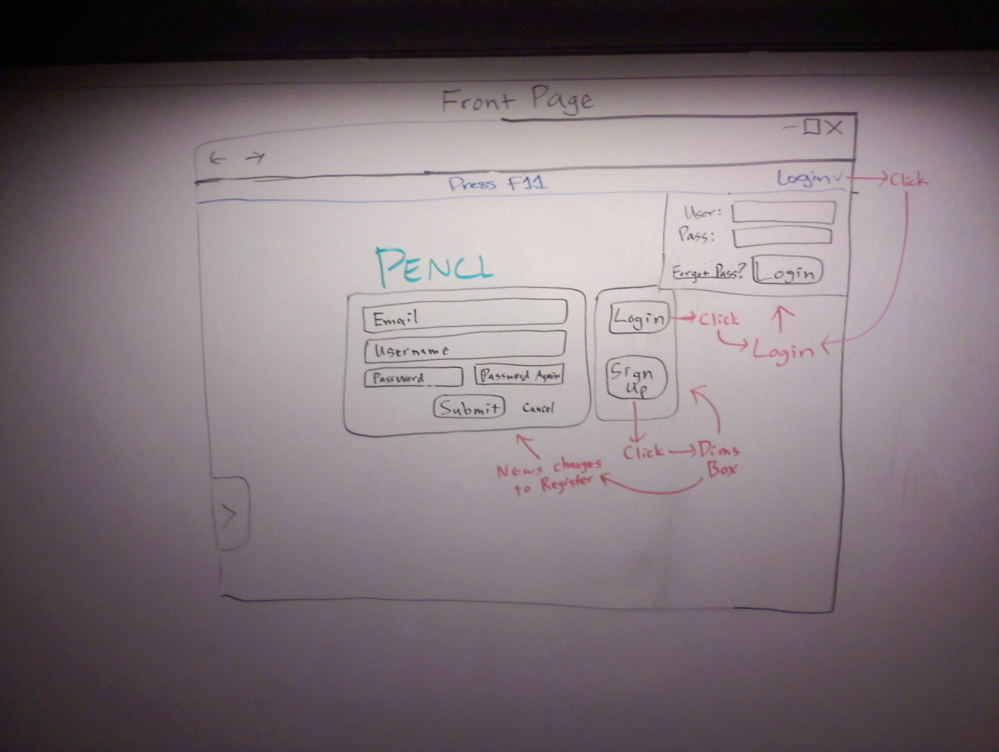 Front Page
Press F11
Login
Click
User:
Pass:
Forgot Pass?
Login
PENCL
Email
Username
Password
Password Again
Submit
Cancel
Login
Click
Login
Sign
Up
Click
Dims
Box
News changes
to Register